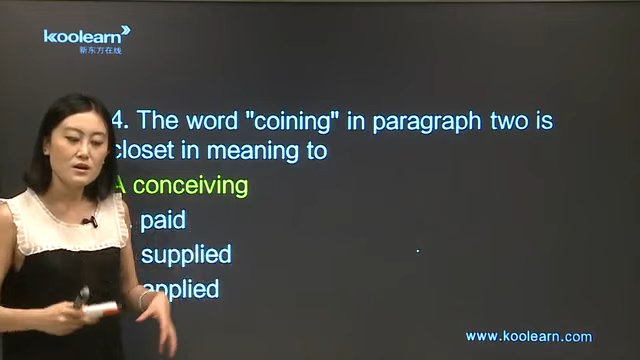 koolearn
新东方在线
4. The word "coining" in paragraph two is
closet in meaning to
A conceiving
paid
supplied
applied
www.koolearn.com